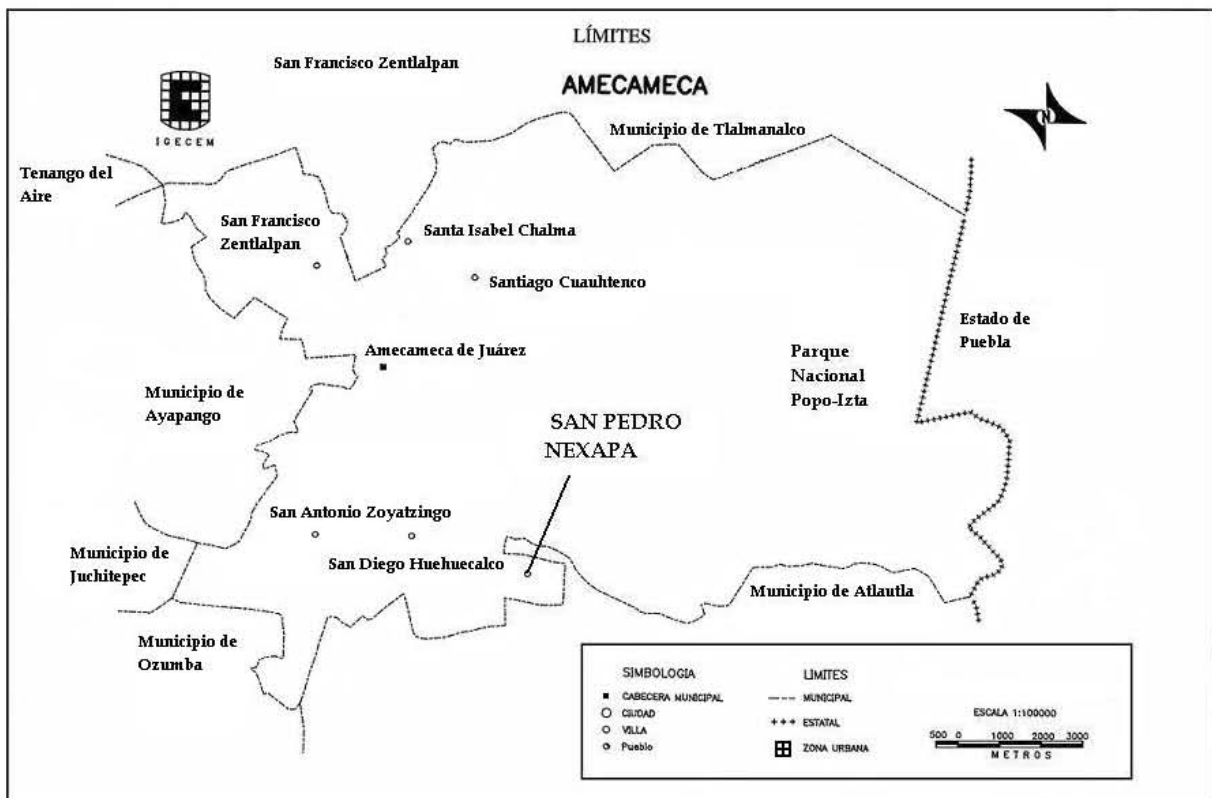 LÍMITES
San Francisco Zentlalpan
AMECAMECA
IGECEM
N
Municipio de Tlalmanalco
Tenango del
Aire
San Francisco
Zentlalpan
Santa Isabel Chalma
Santiago Cuauhtenco
Estado de
Puebla
Amecameca de Juárez
Parque
Nacional
Popo-Izta
Municipio de
Ayapango
SAN PEDRO
NEXAPA
San Antonio Zoyatzingo
Municipio de
Juchitepec
San Diego Huehuecalco
Municipio de Atlautla
Municipio de
Ozumba
SIMBOLOGIA
CABECERA MUNICIPAL
CIUDAD
VILLA
Pueblo
LÍMITES
MUNICIPAL
ESTATAL
ZONA URBANA
ESCALA 1:100000
500 0 1000 2000 3000
METROS